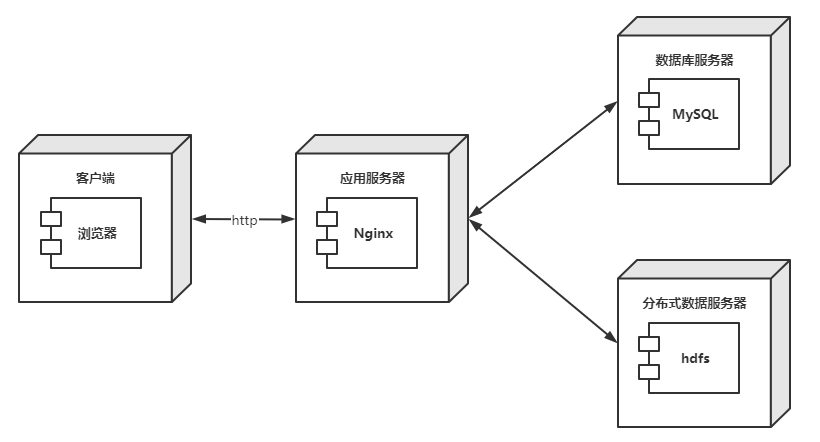 客户端
浏览器
http
应用服务器
Nginx
数据库服务器
MySQL
分布式数据服务器
hdfs